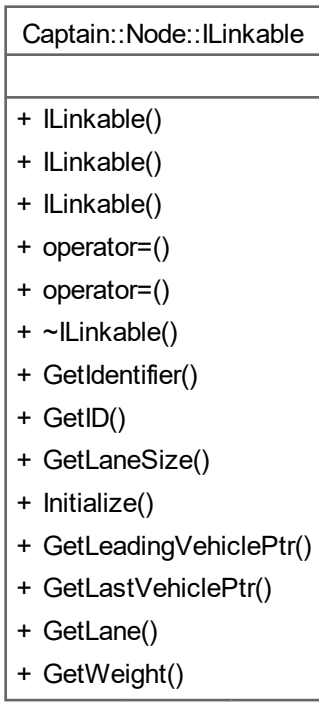 Captain::Node::ILinkable
+ ILinkable()
+ ILinkable()
+ ILinkable()
+ operator=()
+ operator=()
+ ~ILinkable()
+ GetIdentifier()
+ GetID()
+ GetLaneSize()
+ Initialize()
+ GetLeadingVehiclePtr()
+ GetLastVehiclePtr()
+ GetLane()
+ GetWeight()